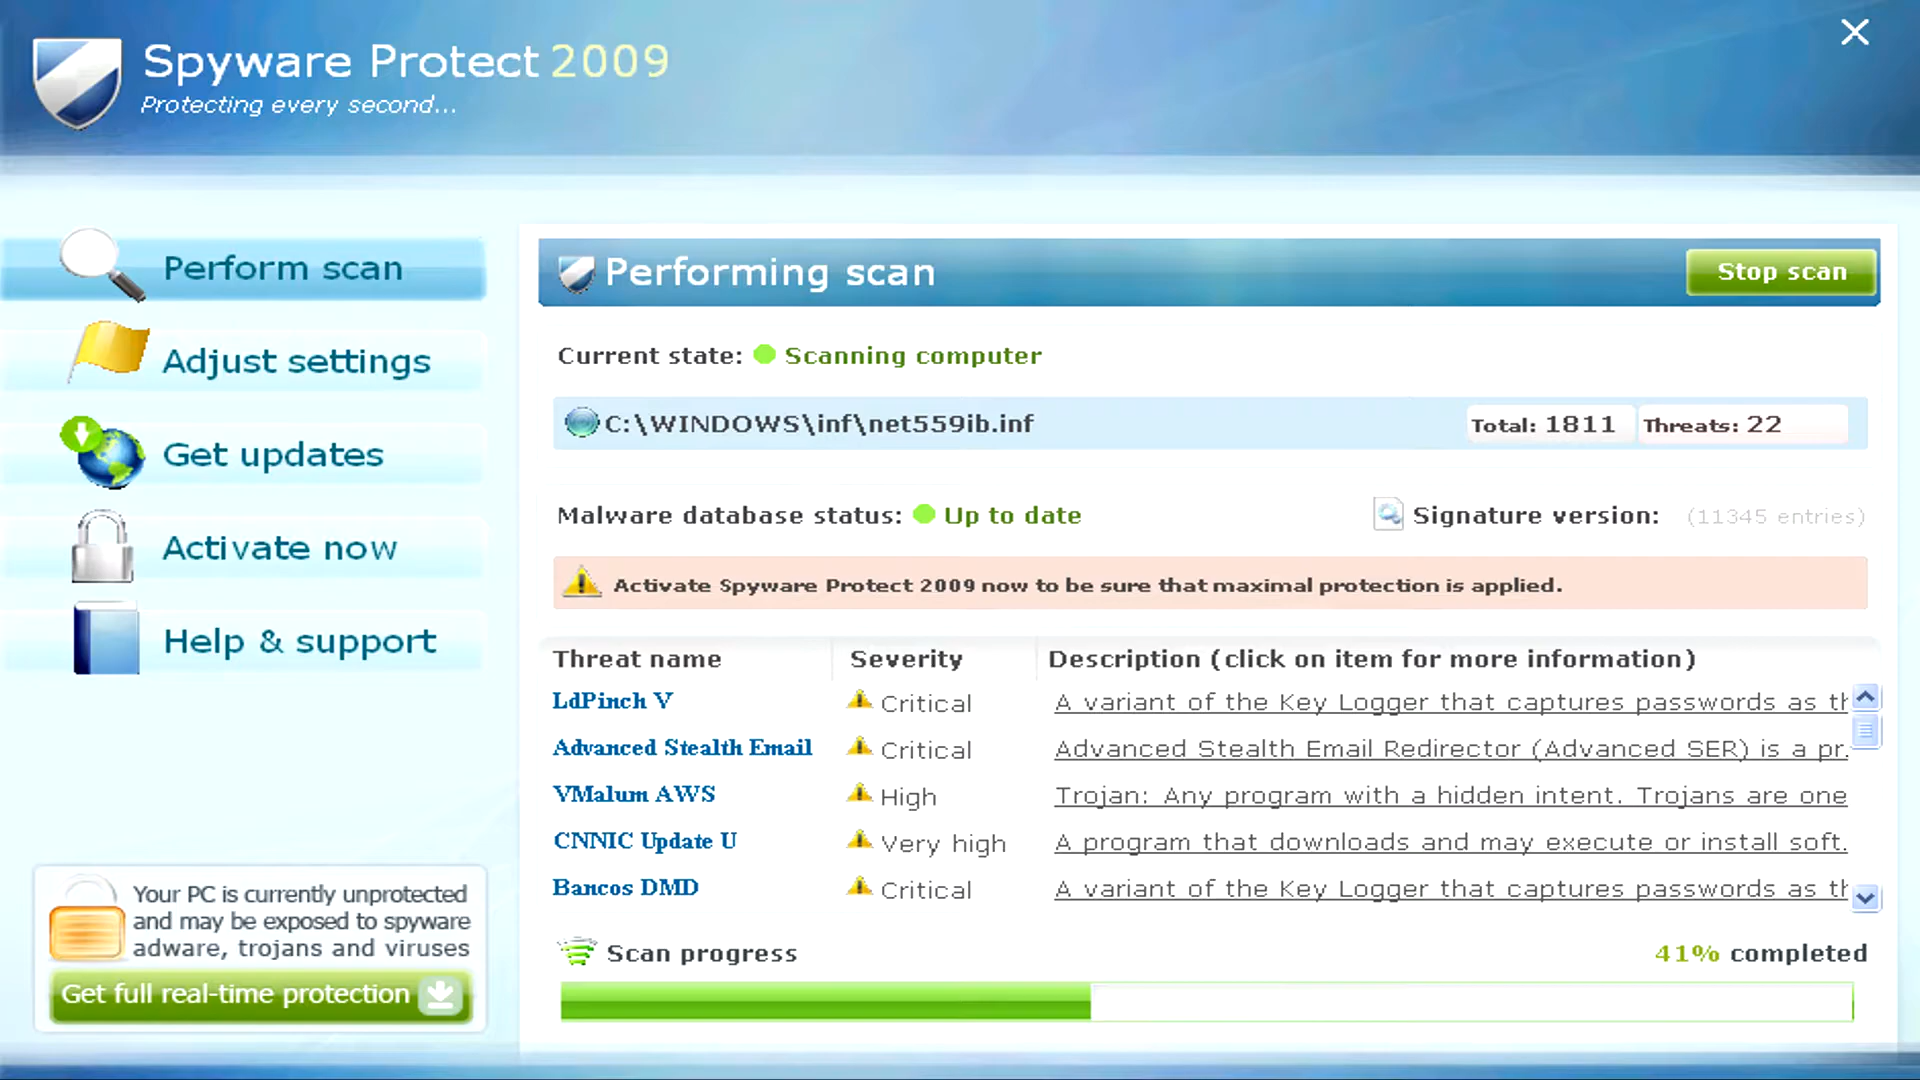 Spyware Protect 2009
Protecting every second...
Perform scan
Adjust settings
Get updates
Activate now
Help & support
Your PC is currently unprotected
and may be exposed to spyware
adware, trojans and viruses
Get full real-time protection
Performing scan
Stop scan
Current state: Scanning computer
C:\WINDOWS\inf\net559ib.inf Total: 1811 Threats: 22
Malware database status: Up to date Signature version: (11345 entries)
Activate Spyware Protect 2009 now to be sure that maximal protection is applied.
Threat name Severity Description (click on item for more information)
LdPinch V Critical A variant of the Key Logger that captures passwords as th
Advanced Stealth Email Critical Advanced Stealth Email Redirector (Advanced SER) is a pr.
VMalum AWS High Trojan: Any program with a hidden intent. Trojans are one
CNNIC Update U Very high A program that downloads and may execute or install soft.
Bancos DMD Critical A variant of the Key Logger that captures passwords as th
Scan progress 41% completed